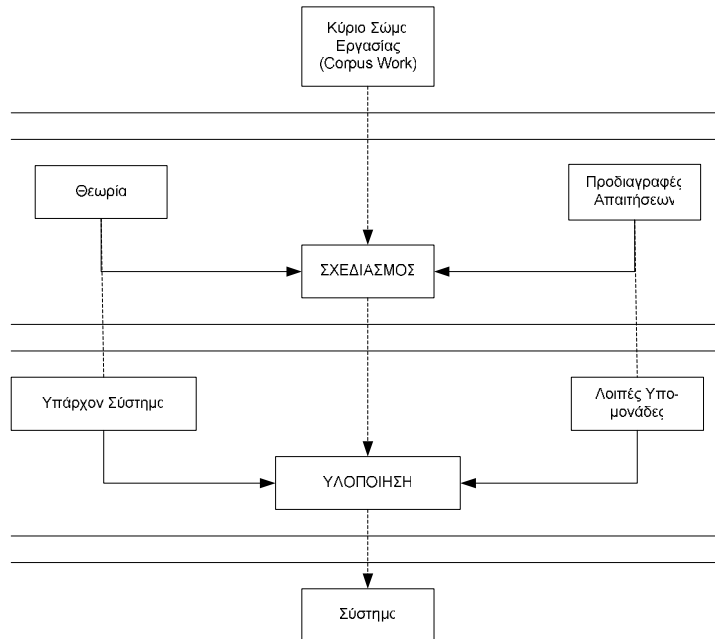 Κύριο Σώμα
Εργασίας
(Corpus Work)
Θεωρία
Προδιαγραφές
Απαιτήσεων
ΣΧΕΔΙΑΣΜΟΣ
Υπάρχον Σύστημα
Λοιπές Υπο-
μονάδες
ΥΛΟΠΟΙΗΣΗ
Σύστημα